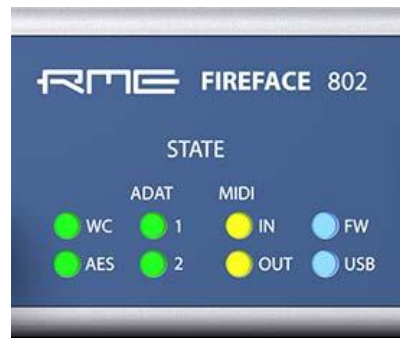 RME FIREFACE 802
STATE
ADAT MIDI
WC 1 IN FW
AES 2 OUT USB